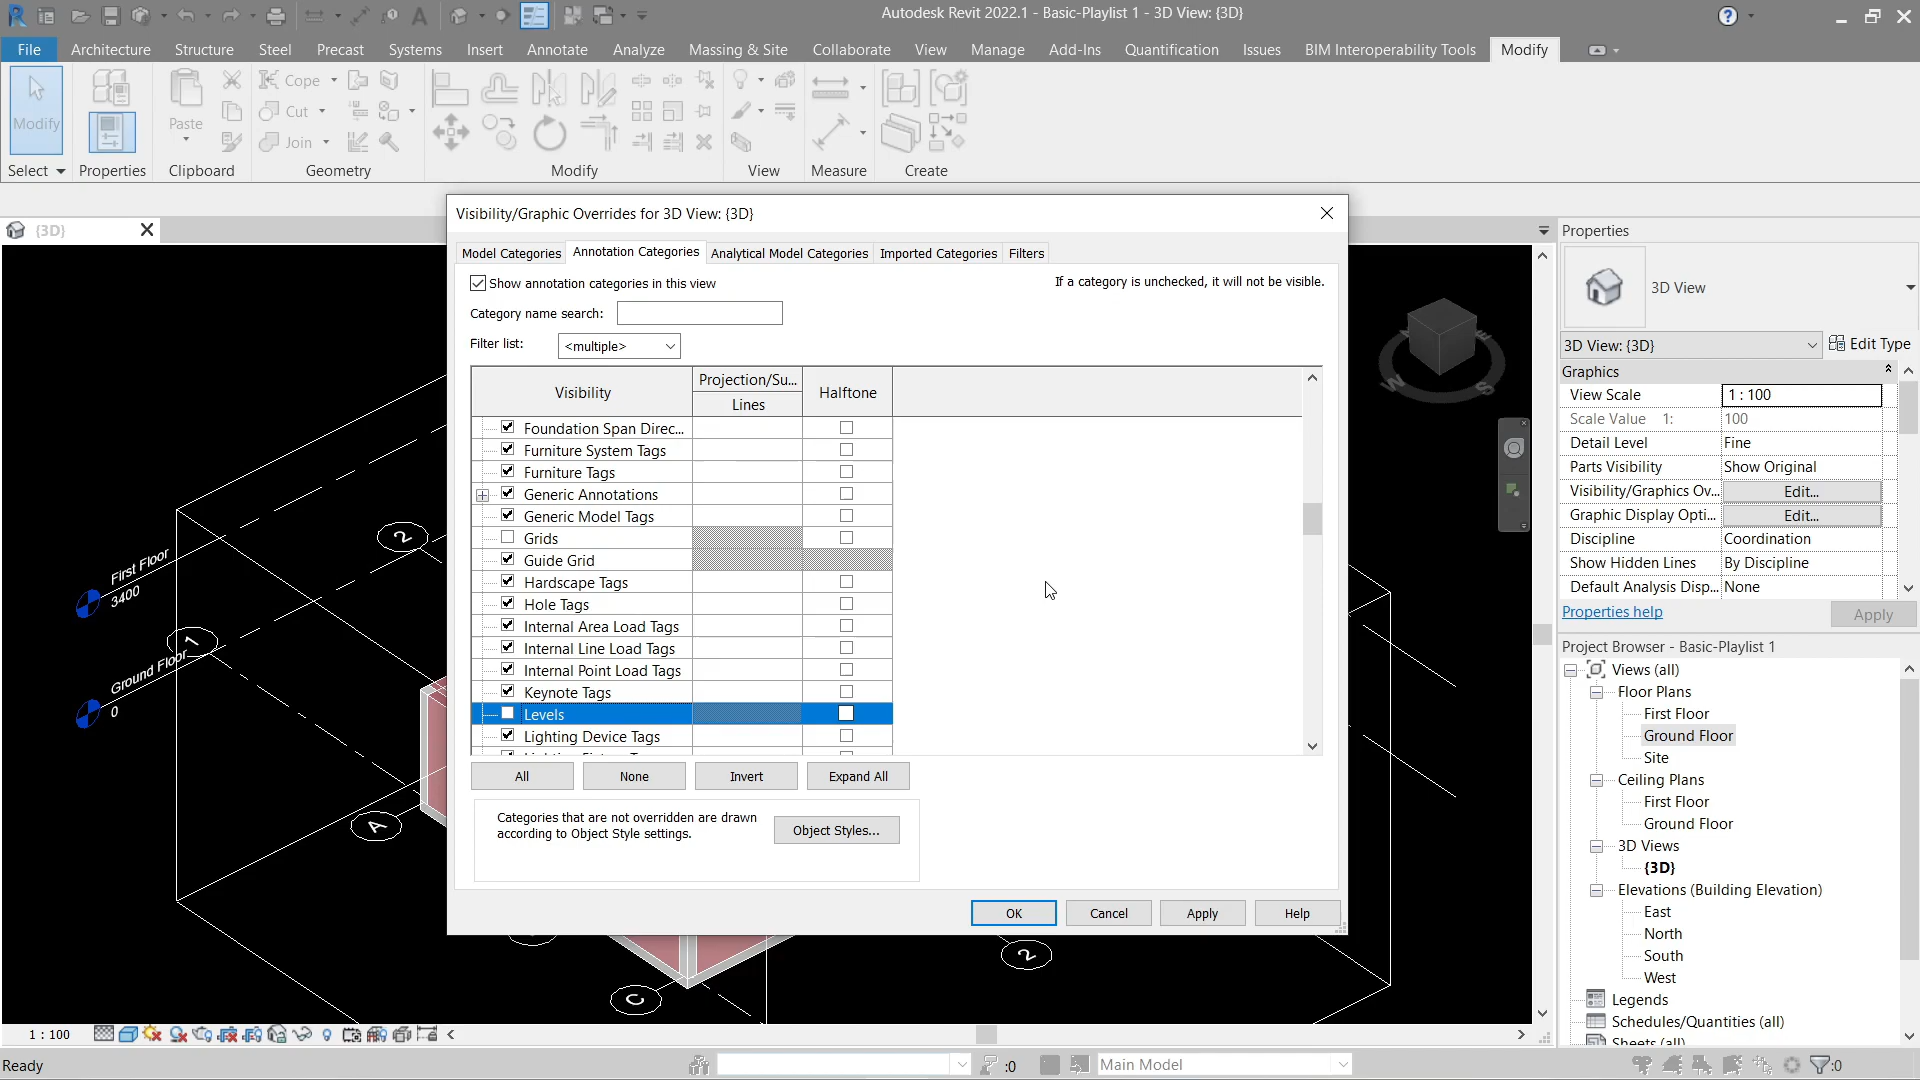 Autodesk Revit 2022.1 - Basic-Playlist 1 - 3D View: {3D}
File Architecture Structure Steel Precast Systems Insert Annotate Analyze Massing & Site Collaborate View Manage Add-Ins Quantification Issues BIM Interoperability Tools Modify
Modify
Paste
Cope
Cut
Join
Select Properties Clipboard Geometry Modify View Measure Create
{3D}
Visibility/Graphic Overrides for 3D View: {3D}
Model Categories Annotation Categories Analytical Model Categories Imported Categories Filters
Show annotation categories in this view
If a category is unchecked, it will not be visible.
Category name search:
Filter list: <multiple>
Visibility
Projection/Su...
Lines
Halftone
Foundation Span Direc...
Furniture System Tags
Furniture Tags
Generic Annotations
Generic Model Tags
Grids
Guide Grid
Hardscape Tags
Hole Tags
Internal Area Load Tags
Internal Line Load Tags
Internal Point Load Tags
Keynote Tags
Levels
Lighting Device Tags
All None Invert Expand All
Categories that are not overridden are drawn
according to Object Style settings.
Object Styles...
OK Cancel Apply Help
First Floor
3400
Ground Floor
0
1
2
A
C
2
W
S
E
Properties
3D View
3D View: {3D} Edit Type
Graphics
View Scale 1 : 100
Scale Value 1: 100
Detail Level Fine
Parts Visibility Show Original
Visibility/Graphics Ov... Edit...
Graphic Display Opti... Edit...
Discipline Coordination
Show Hidden Lines By Discipline
Default Analysis Disp... None
Properties help Apply
Project Browser - Basic-Playlist 1
Views (all)
Floor Plans
First Floor
Ground Floor
Site
Ceiling Plans
First Floor
Ground Floor
3D Views
{3D}
Elevations (Building Elevation)
East
North
South
West
Legends
Schedules/Quantities (all)
Sheets (all)
1 : 100
Ready
:0
Main Model
:0